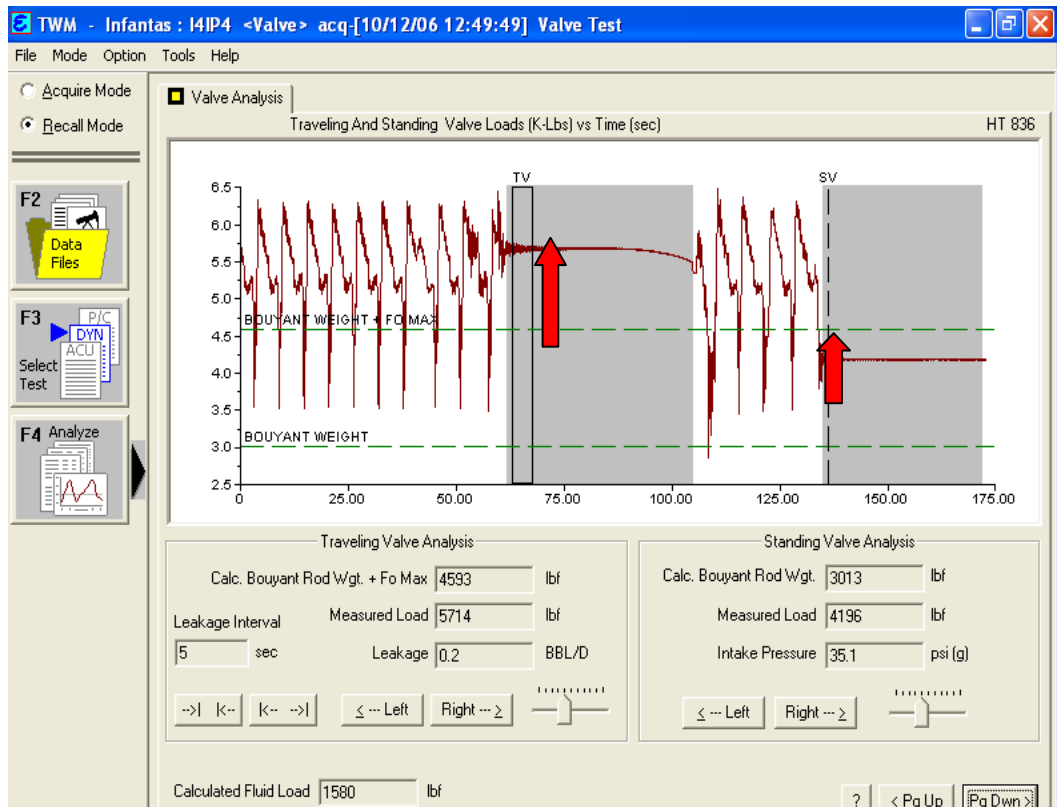 TWM - Infantas : I4IP4 <Valve> acq-[10/12/06 12:49:49] Valve Test
File Mode Option Tools Help
Acquire Mode
Recall Mode
F2
Data
Files
F3
P/C
DYN
ACU
Select
Test
F4 Analyze
Valve Analysis
Traveling And Standing Valve Loads (K-Lbs) vs Time (sec)
HT 836
TV
SV
6.5
6.0
5.5
5.0
4.5
4.0
3.5
3.0
2.5
BOUYANT WEIGHT + FO MAX
BOUYANT WEIGHT
0 25.00 50.00 75.00 100.00 125.00 150.00 175.00
Traveling Valve Analysis
Calc. Bouyant Rod Wgt. + Fo Max 4593 lbf
Leakage Interval
Measured Load 5714 lbf
5 sec
Leakage 0.2 BBL/D
-->| |<-- |<-- -->| < --- Left Right --- >
Standing Valve Analysis
Calc. Bouyant Rod Wgt. 3013 lbf
Measured Load 4196 lbf
Intake Pressure 35.1 psi (g)
< --- Left Right --- >
Calculated Fluid Load 1580 lbf
? < Pg Up Pg Dwn >